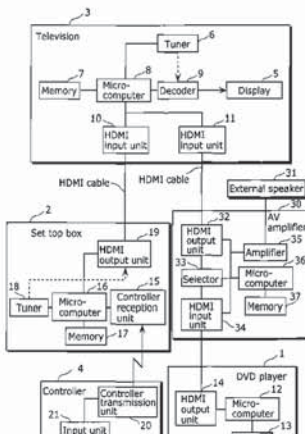 3
Television
6
Tuner
7
8
9
5
Memory
Micro-
computer
Decoder
Display
10
11
HDMI
input unit
HDMI
input unit
HDMI cable
HDMI cable
31
External speaker
2
Set top box
19
HDMI
output unit
15
18
16
Controller
reception
unit
Tuner
Micro-
computer
Memory
17
30
AV
amplifier
32
HDMI
output
unit
35
Amplifier
33
36
Selector
Micro-
computer
37
HDMI
input
unit
Memory
34
4
Controller
Controller
transmission
unit
21
20
Input unit
1
DVD player
14
12
HDMI
output
unit
Micro-
computer
13